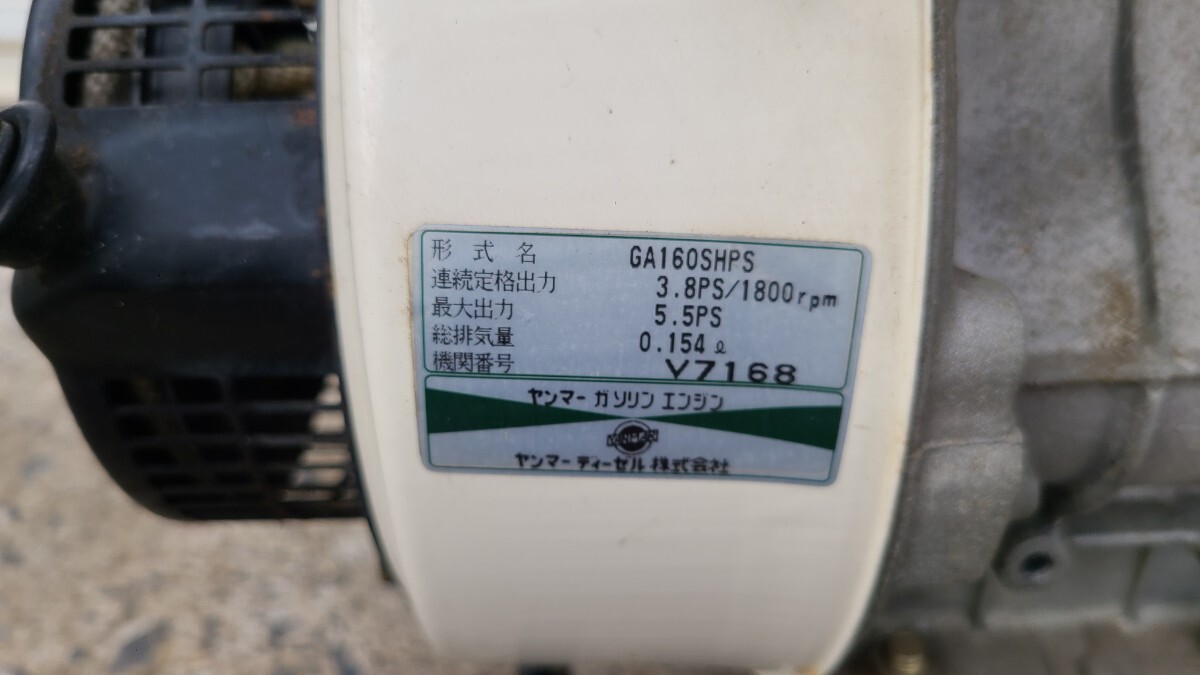 形式名 GA160SHPS
連続定格出力 3.8PS/1800rpm
最大出力 5.5PS
総排気量 0.154ℓ
機関番号 V7168
ヤンマーガソリンエンジン
YANMAR
ヤンマーディーゼル株式会社